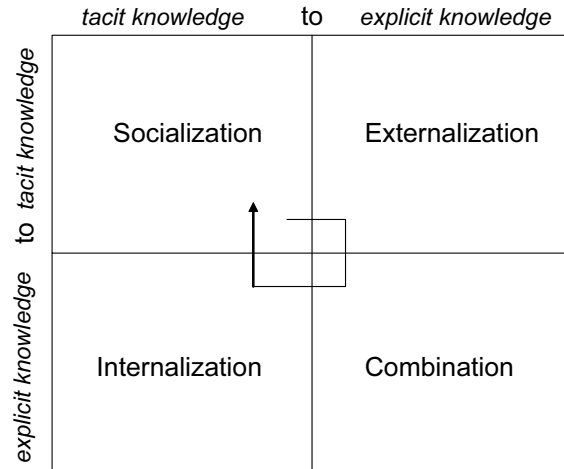 tacit knowledge to explicit knowledge
to tacit knowledge
explicit knowledge
Socialization Externalization
Internalization Combination